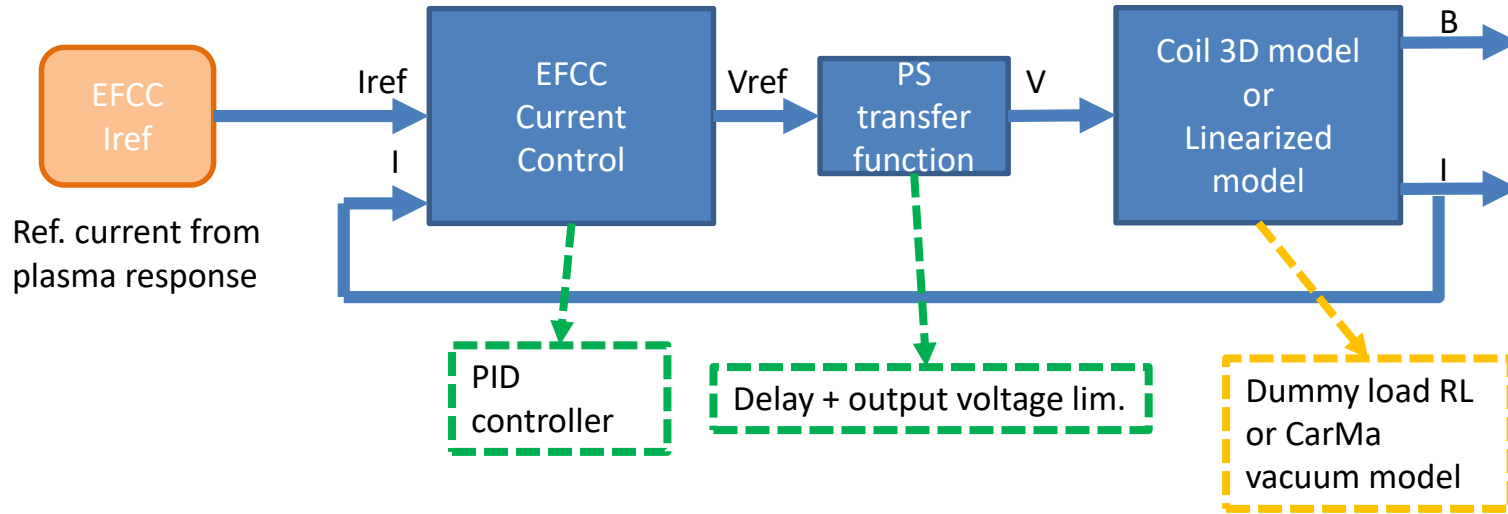 EFCC
Iref
Ref. current from
plasma response
Iref
I
EFCC
Current
Control
Vref
PS
transfer
function
V
Coil 3D model
or
Linearized
model
B
I
PID
controller
Delay + output voltage lim.
Dummy load RL
or CarMa
vacuum model